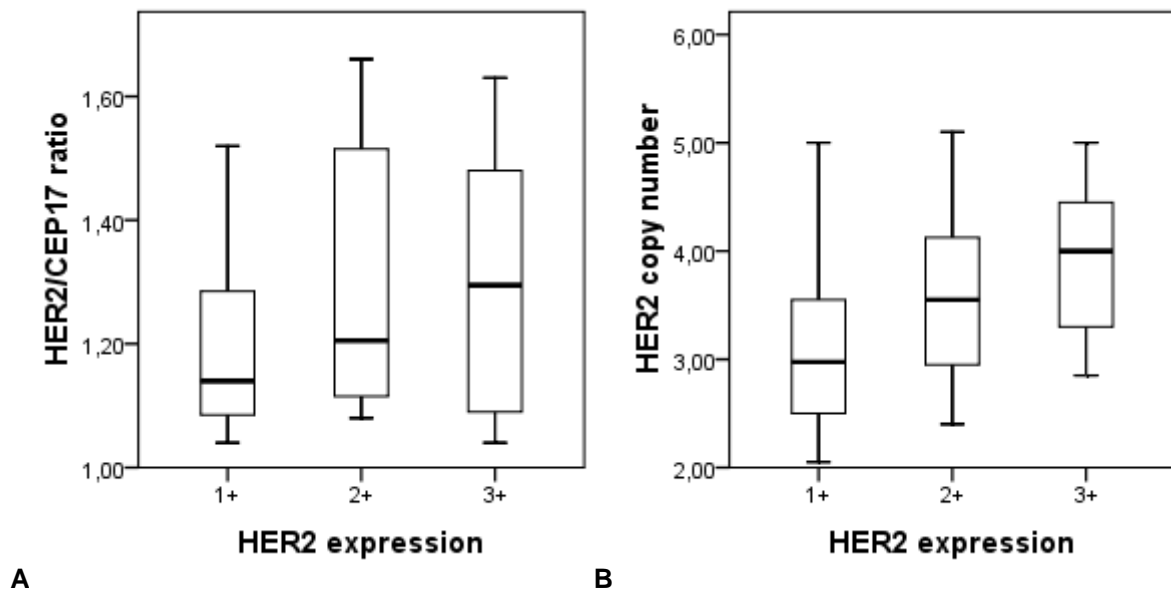 HER2/CEP17 ratio
1,60
1,40
1,20
1,00
1+ 2+ 3+
HER2 expression
A
HER2 copy number
6,00
5,00
4,00
3,00
2,00
1+ 2+ 3+
HER2 expression
B